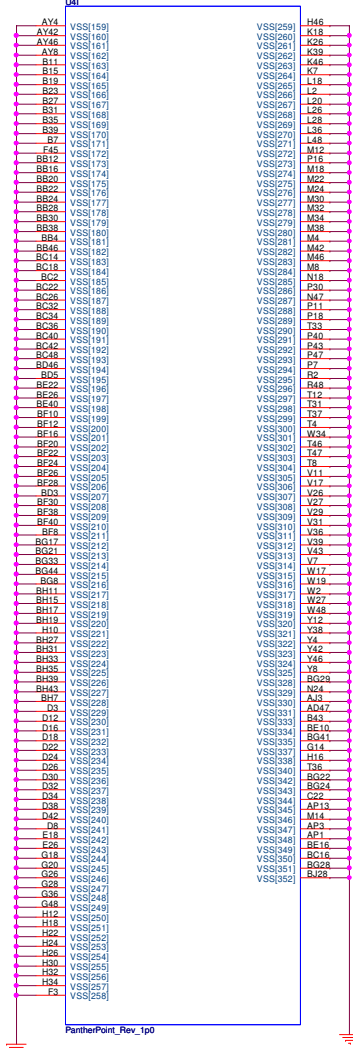 U4I
AY4 VSS[159] VSS[259] H46
AY42 VSS[160] VSS[260] K18
AY46 VSS[161] VSS[261] K26
AY8 VSS[162] VSS[262] K39
B11 VSS[163] VSS[263] K46
B15 VSS[164] VSS[264] K7
B19 VSS[165] VSS[265] L18
B23 VSS[166] VSS[266] L2
B27 VSS[167] VSS[267] L20
B31 VSS[168] VSS[268] L26
B35 VSS[169] VSS[269] L28
B39 VSS[170] VSS[270] L36
B7 VSS[171] VSS[271] L48
F45 VSS[172] VSS[272] M12
BB12 VSS[173] VSS[273] P16
BB16 VSS[174] VSS[274] M18
BB20 VSS[175] VSS[275] M22
BB22 VSS[176] VSS[276] M24
BB24 VSS[177] VSS[277] M30
BB28 VSS[178] VSS[278] M32
BB30 VSS[179] VSS[279] M34
BB38 VSS[180] VSS[280] M38
BB4 VSS[181] VSS[281] M4
BB46 VSS[182] VSS[282] M42
BC14 VSS[183] VSS[283] M46
BC18 VSS[184] VSS[284] M8
BC2 VSS[185] VSS[285] N18
BC22 VSS[186] VSS[286] P30
BC26 VSS[187] VSS[287] N47
BC32 VSS[188] VSS[288] P11
BC34 VSS[189] VSS[289] P18
BC36 VSS[190] VSS[290] T33
BC40 VSS[191] VSS[291] P40
BC42 VSS[192] VSS[292] P43
BC48 VSS[193] VSS[293] P47
BD46 VSS[194] VSS[294] P7
BD5 VSS[195] VSS[295] R2
BE22 VSS[196] VSS[296] R48
BE26 VSS[197] VSS[297] T12
BE40 VSS[198] VSS[298] T31
BF10 VSS[199] VSS[299] T37
BF12 VSS[200] VSS[300] T4
BF16 VSS[201] VSS[301] W34
BF20 VSS[202] VSS[302] T46
BF22 VSS[203] VSS[303] T47
BF24 VSS[204] VSS[304] T8
BF26 VSS[205] VSS[305] V11
BF28 VSS[206] VSS[306] V17
BD3 VSS[207] VSS[307] V26
BF30 VSS[208] VSS[308] V27
BF38 VSS[209] VSS[309] V29
BF40 VSS[210] VSS[310] V31
BF8 VSS[211] VSS[311] V36
BG17 VSS[212] VSS[312] V39
BG21 VSS[213] VSS[313] V43
BG33 VSS[214] VSS[314] V7
BG44 VSS[215] VSS[315] W17
BG8 VSS[216] VSS[316] W19
BH11 VSS[217] VSS[317] W2
BH15 VSS[218] VSS[318] W27
BH17 VSS[219] VSS[319] W48
BH19 VSS[220] VSS[320] Y12
H10 VSS[221] VSS[321] Y38
BH27 VSS[222] VSS[322] Y4
BH31 VSS[223] VSS[323] Y42
BH33 VSS[224] VSS[324] Y46
BH35 VSS[225] VSS[325] Y8
BH39 VSS[226] VSS[328] BG29
BH43 VSS[227] VSS[329] N24
BH7 VSS[228] VSS[330] AJ3
D3 VSS[229] VSS[331] AD47
D12 VSS[230] VSS[333] B43
D16 VSS[231] VSS[334] BE10
D18 VSS[232] VSS[335] BG41
D22 VSS[233] VSS[337] G14
D24 VSS[234] VSS[338] H16
D26 VSS[235] VSS[340] T36
D30 VSS[236] VSS[342] BG22
D32 VSS[237] VSS[343] BG24
D34 VSS[238] VSS[344] C22
D38 VSS[239] VSS[345] AP13
D42 VSS[240] VSS[346] M14
D8 VSS[241] VSS[347] AP3
E18 VSS[242] VSS[348] AP1
E26 VSS[243] VSS[349] BE16
G18 VSS[244] VSS[350] BC16
G20 VSS[245] VSS[351] BG28
G26 VSS[246] VSS[352] BJ28
G28 VSS[247]
G36 VSS[248]
G48 VSS[249]
H12 VSS[250]
H18 VSS[251]
H22 VSS[252]
H24 VSS[253]
H26 VSS[254]
H30 VSS[255]
H32 VSS[256]
H34 VSS[257]
F3 VSS[258]
PantherPoint_Rev_1p0